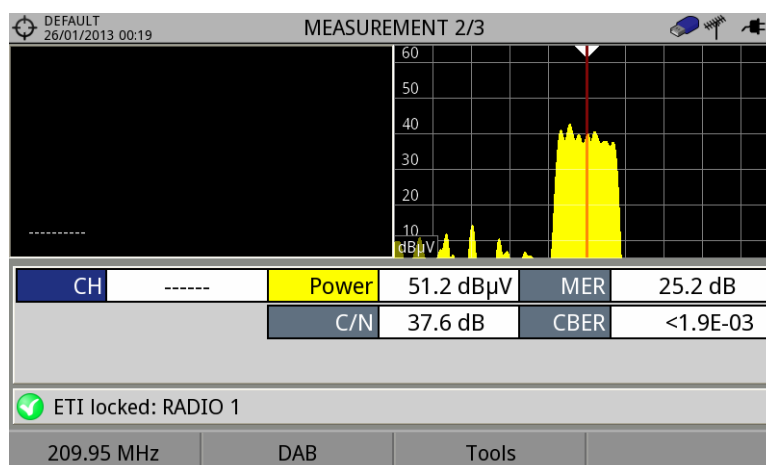 DEFAULT
26/01/2013 00:19
MEASUREMENT 2/3
60
50
40
30
20
10
dBµV
----------
CH ------ Power 51.2 dBµV MER 25.2 dB
C/N 37.6 dB CBER <1.9E-03
ETI locked: RADIO 1
209.95 MHz DAB Tools